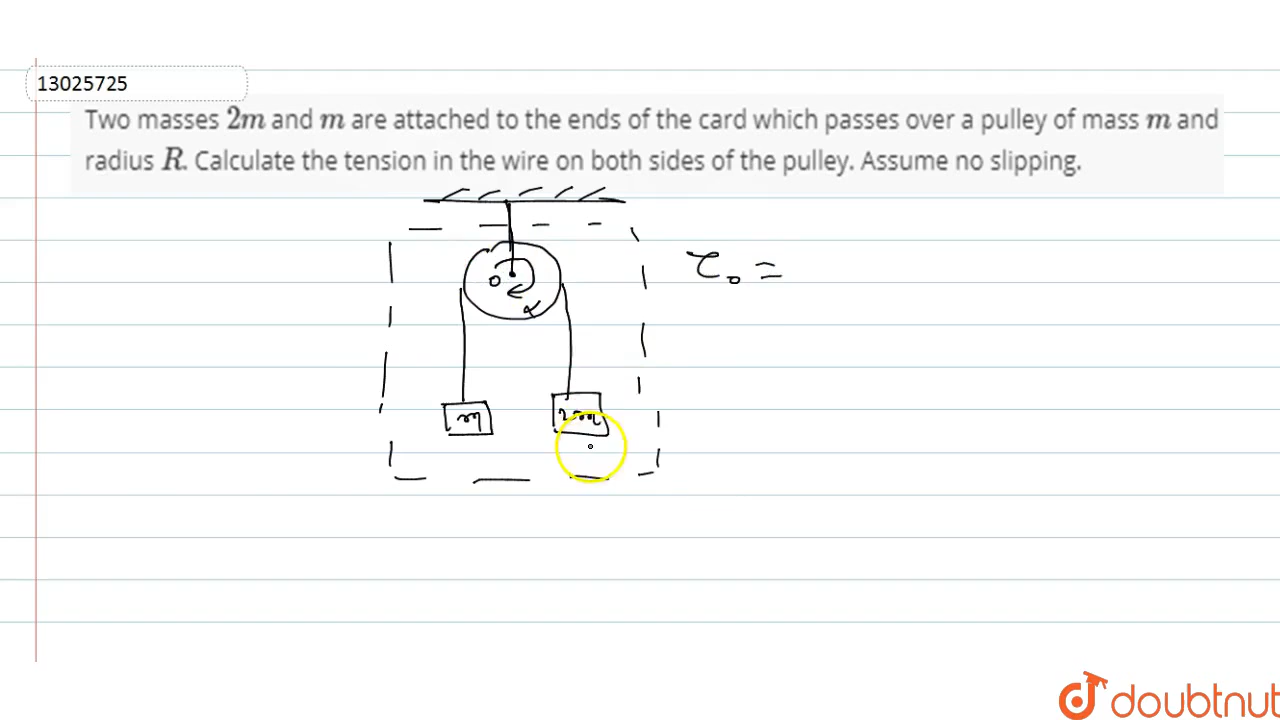 13025725
Two masses 2m and m are attached to the ends of the card which passes over a pulley of mass m and
radius R. Calculate the tension in the wire on both sides of the pulley. Assume no slipping.
τ₀ =
O
m
2m
doubtnut